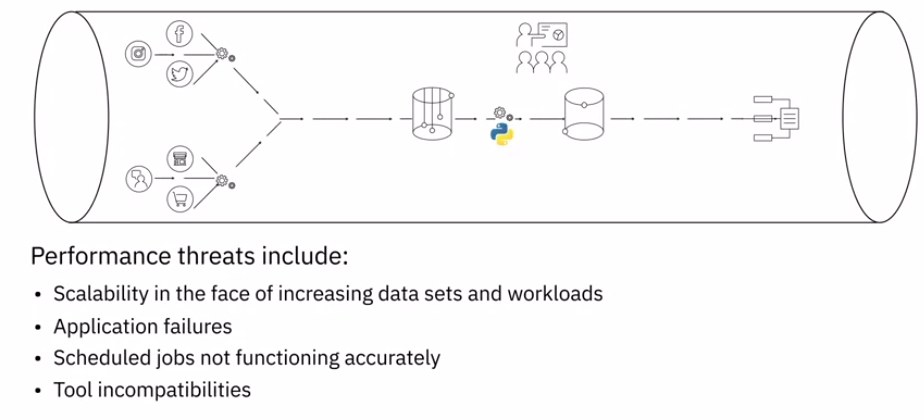 Performance threats include:
• Scalability in the face of increasing data sets and workloads
• Application failures
• Scheduled jobs not functioning accurately
• Tool incompatibilities